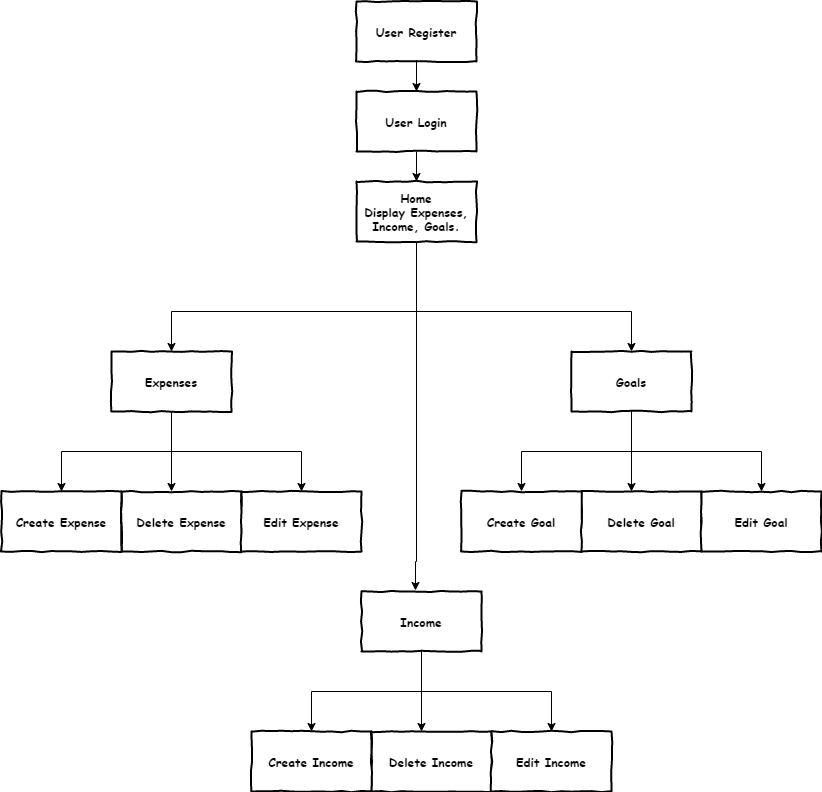 User Register
User Login
Home
Display Expenses,
Income, Goals.
Expenses
Goals
Create Expense
Delete Expense
Edit Expense
Create Goal
Delete Goal
Edit Goal
Income
Create Income
Delete Income
Edit Income